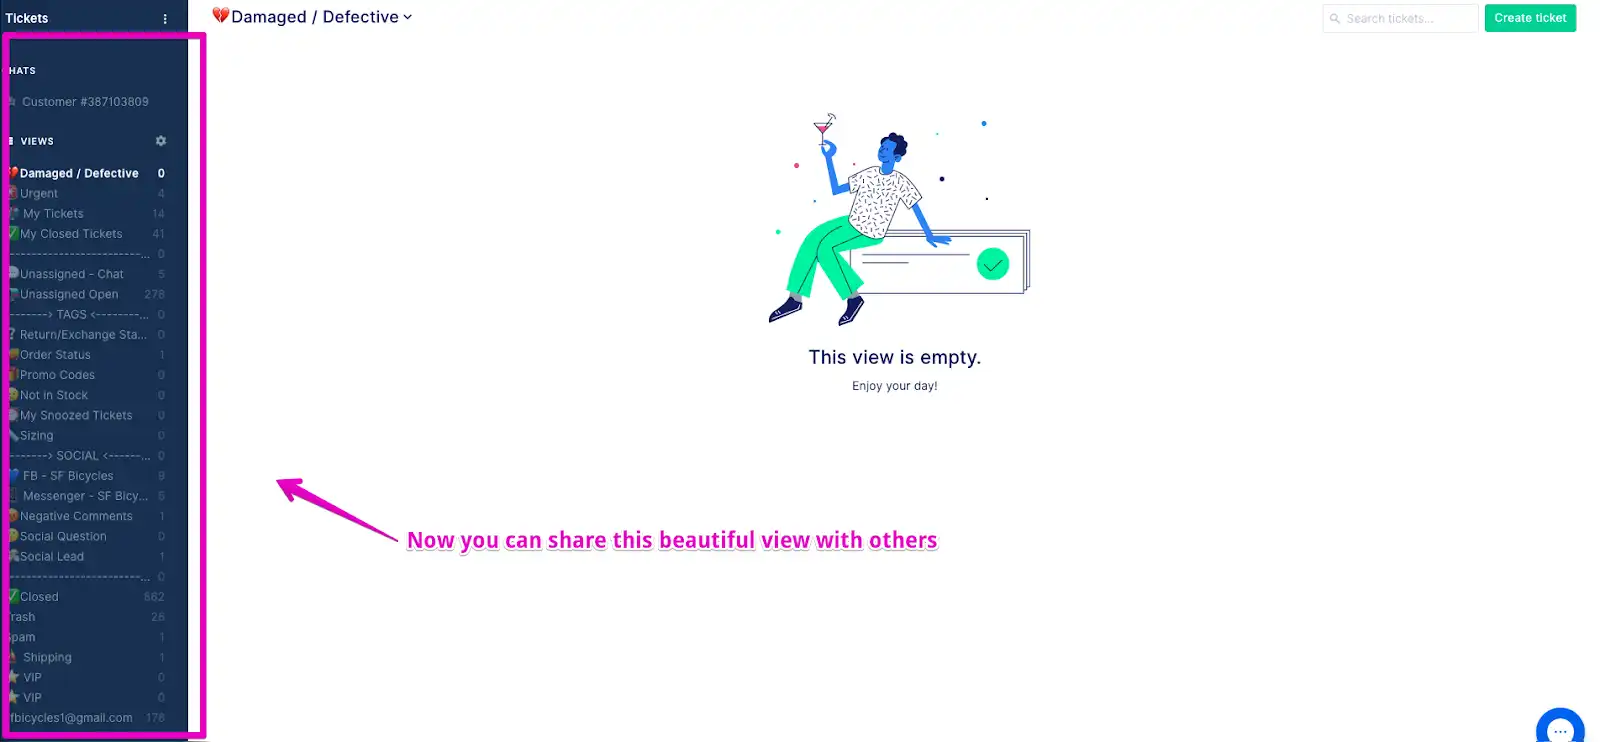 Tickets
💔Damaged / Defective
Search tickets...
Create ticket
HATS
Customer #387103809
VIEWS
Damaged / Defective 0
Urgent 4
My Tickets 14
My Closed Tickets 41
-------------------------... 0
Unassigned - Chat 5
Unassigned Open 278
-------> TAGS <--------... 0
Return/Exchange Sta... 0
Order Status 1
Promo Codes 0
Not in Stock 0
My Snoozed Tickets 0
Sizing 0
-------> SOCIAL <------... 0
FB - SF Bicycles 9
Messenger - SF Bicy... 5
Negative Comments 1
Social Question 0
Social Lead 1
-------------------------... 0
Closed 862
rash 26
Spam 1
Shipping 1
VIP 0
VIP 0
fbicycles1@gmail.com 178
This view is empty.
Enjoy your day!
Now you can share this beautiful view with others